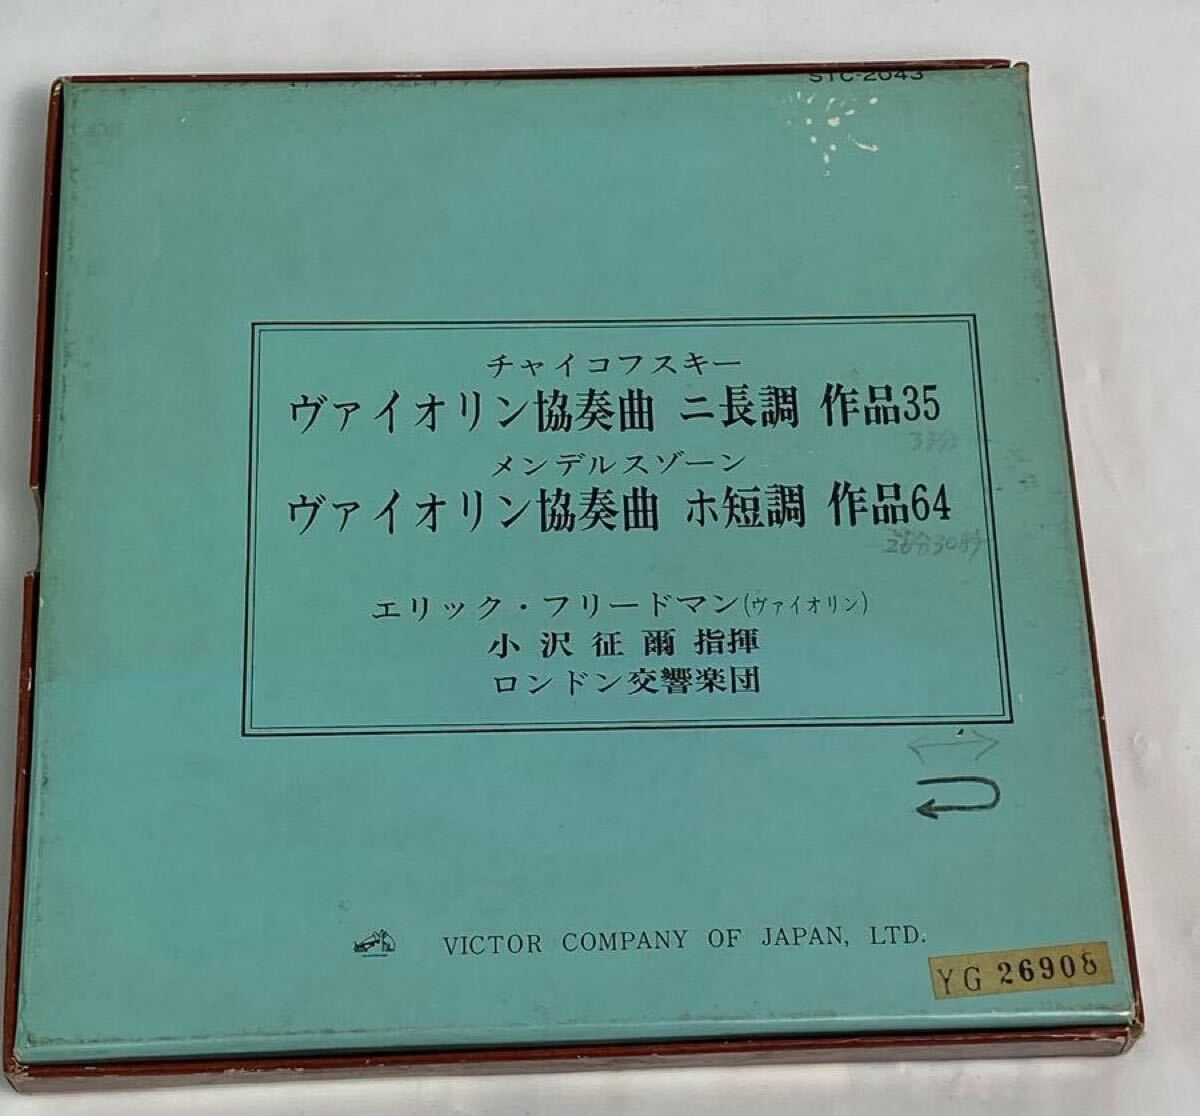 STC-2043
チャイコフスキー
ヴァイオリン協奏曲 ニ長調 作品35
33分
メンデルスゾーン
ヴァイオリン協奏曲 ホ短調 作品64
エリック・フリードマン(ヴァイオリン)
小沢征爾 指揮
ロンドン交響楽団
VICTOR COMPANY OF JAPAN, LTD.
YG 26908